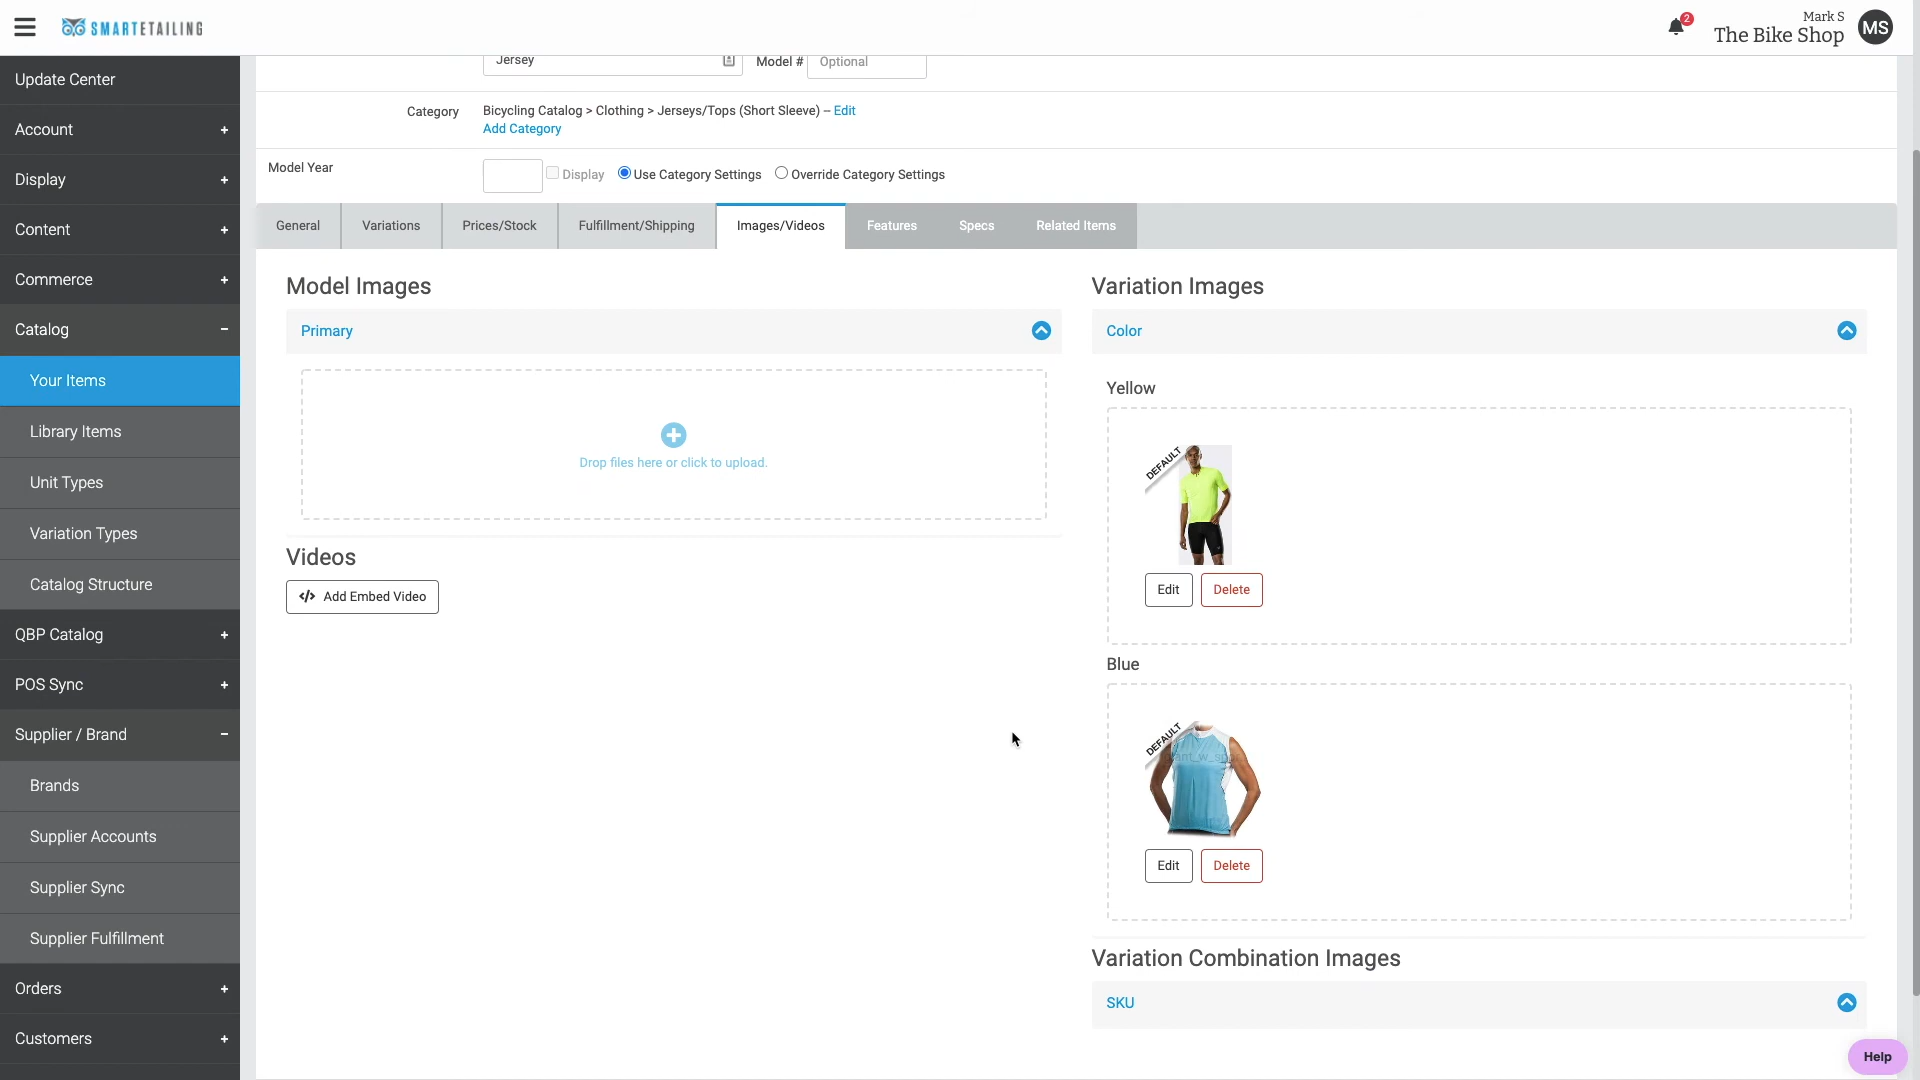 SMARTETAILING
2
Mark S
The Bike Shop
MS
Update Center
Account +
Display +
Content +
Commerce +
Catalog −
Your Items
Library Items
Unit Types
Variation Types
Catalog Structure
QBP Catalog +
POS Sync +
Supplier / Brand −
Brands
Supplier Accounts
Supplier Sync
Supplier Fulfillment
Orders +
Customers +
Jersey Model # Optional
Category Bicycling Catalog > Clothing > Jerseys/Tops (Short Sleeve) – Edit
Add Category
Model Year Display Use Category Settings Override Category Settings
General Variations Prices/Stock Fulfillment/Shipping Images/Videos Features Specs Related Items
Model Images
Primary
Drop files here or click to upload.
Videos
</> Add Embed Video
Variation Images
Color
Yellow
DEFAULT
Edit Delete
Blue
DEFAULT
Edit Delete
Variation Combination Images
SKU
Help